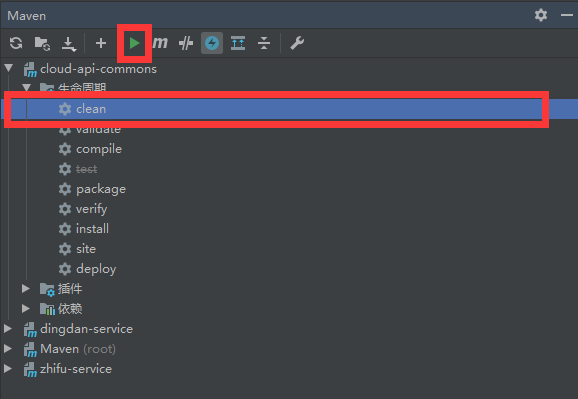 Maven
cloud-api-commons
生命周期
clean
validate
compile
test
package
verify
install
site
deploy
插件
依赖
dingdan-service
Maven (root)
zhifu-service